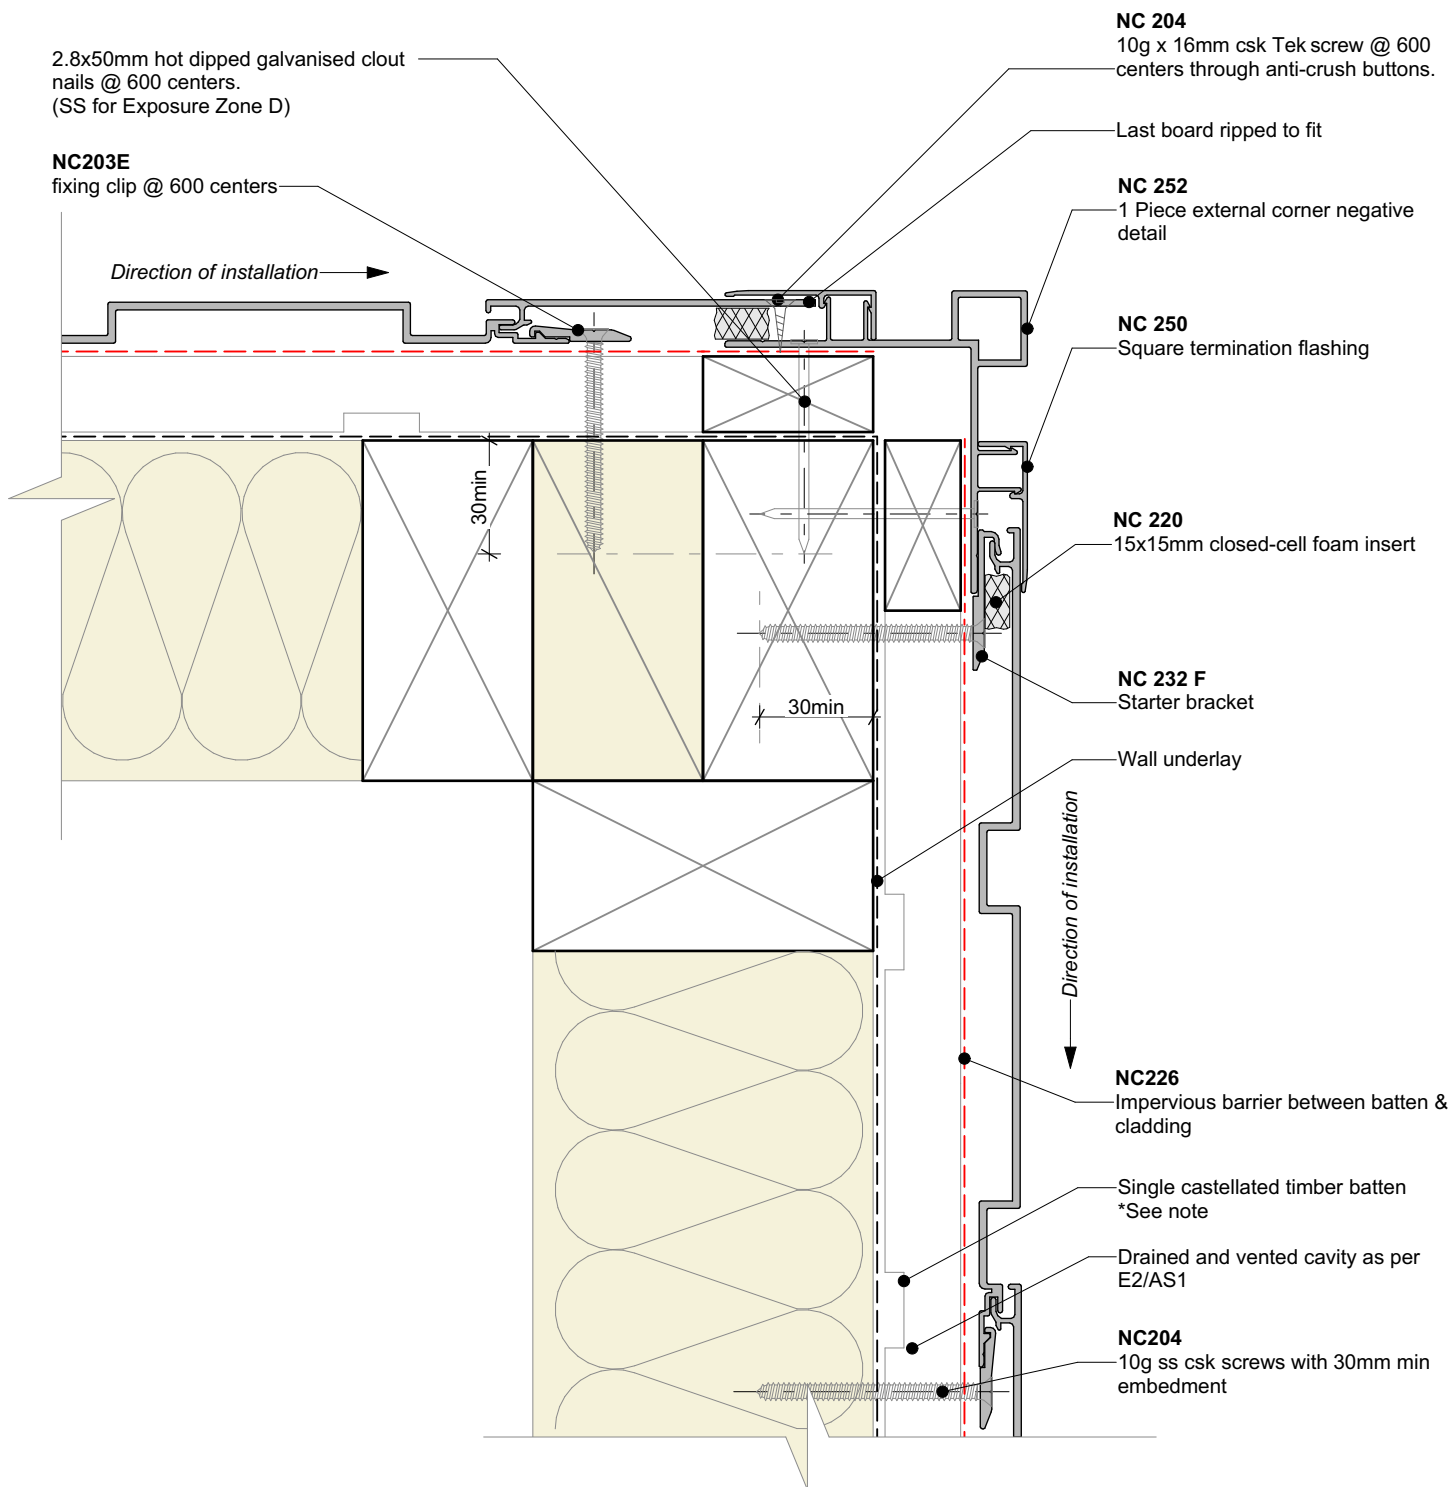 2.8x50mm hot dipped galvanised clout
nails @ 600 centers.
(SS for Exposure Zone D)
NC203E
fixing clip @ 600 centers
Direction of installation
NC 204
10g x 16mm csk Tek screw @ 600
centers through anti-crush buttons.
Last board ripped to fit
NC 252
1 Piece external corner negative
detail
NC 250
Square termination flashing
30min
NC 220
15x15mm closed-cell foam insert
NC 232 F
Starter bracket
30min
Wall underlay
Direction of installation
NC226
Impervious barrier between batten &
cladding
Single castellated timber batten
*See note
Drained and vented cavity as per
E2/AS1
NC204
10g ss csk screws with 30mm min
embedment